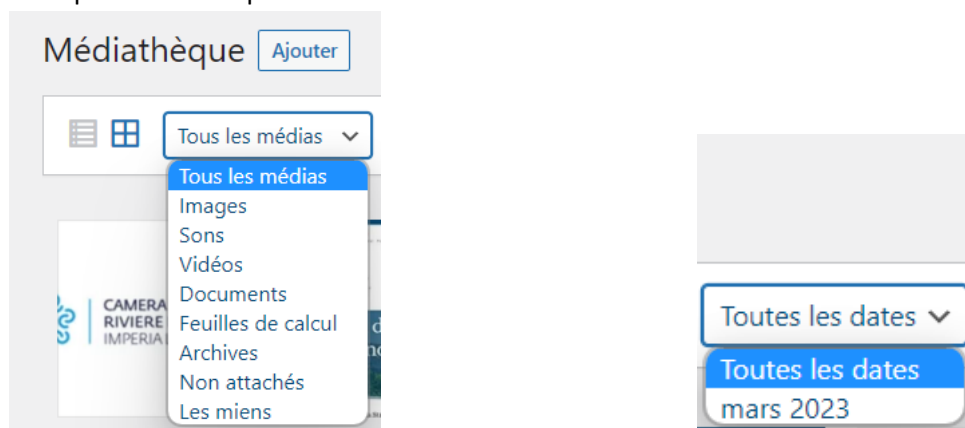 Médiathèque Ajouter
Tous les médias
Tous les médias
Images
Sons
Vidéos
Documents
Feuilles de calcul
Archives
Non attachés
Les miens
CAMERA
RIVIERE
IMPERIA
Toutes les dates
Toutes les dates
mars 2023